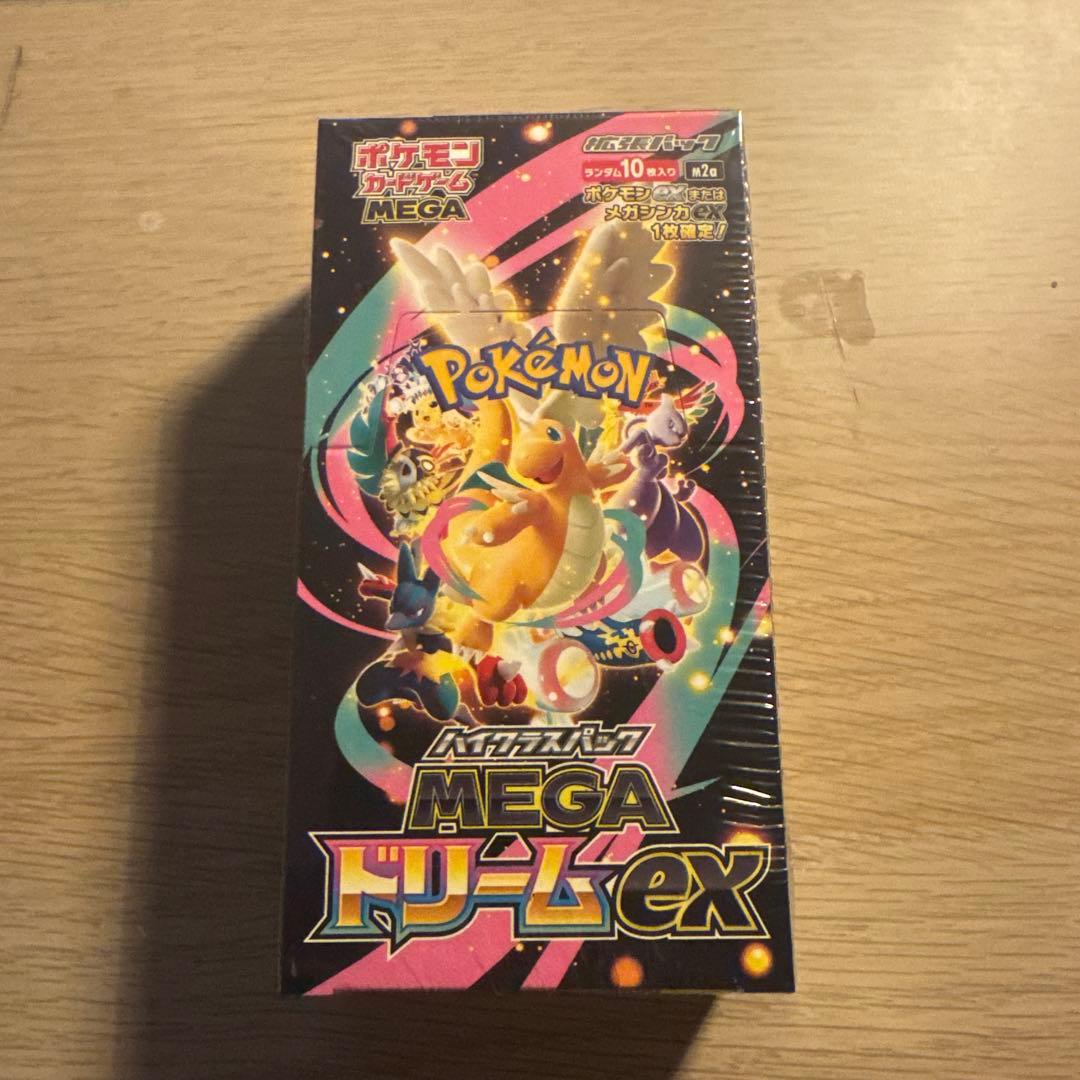 ポケモン
カードゲーム
MEGA
拡張パック
ランダム10枚入り m2a
ポケモンexまたは
メガシンカex
1枚確定!
POKéMON
ハイクラスパック
MEGA
ドリームex